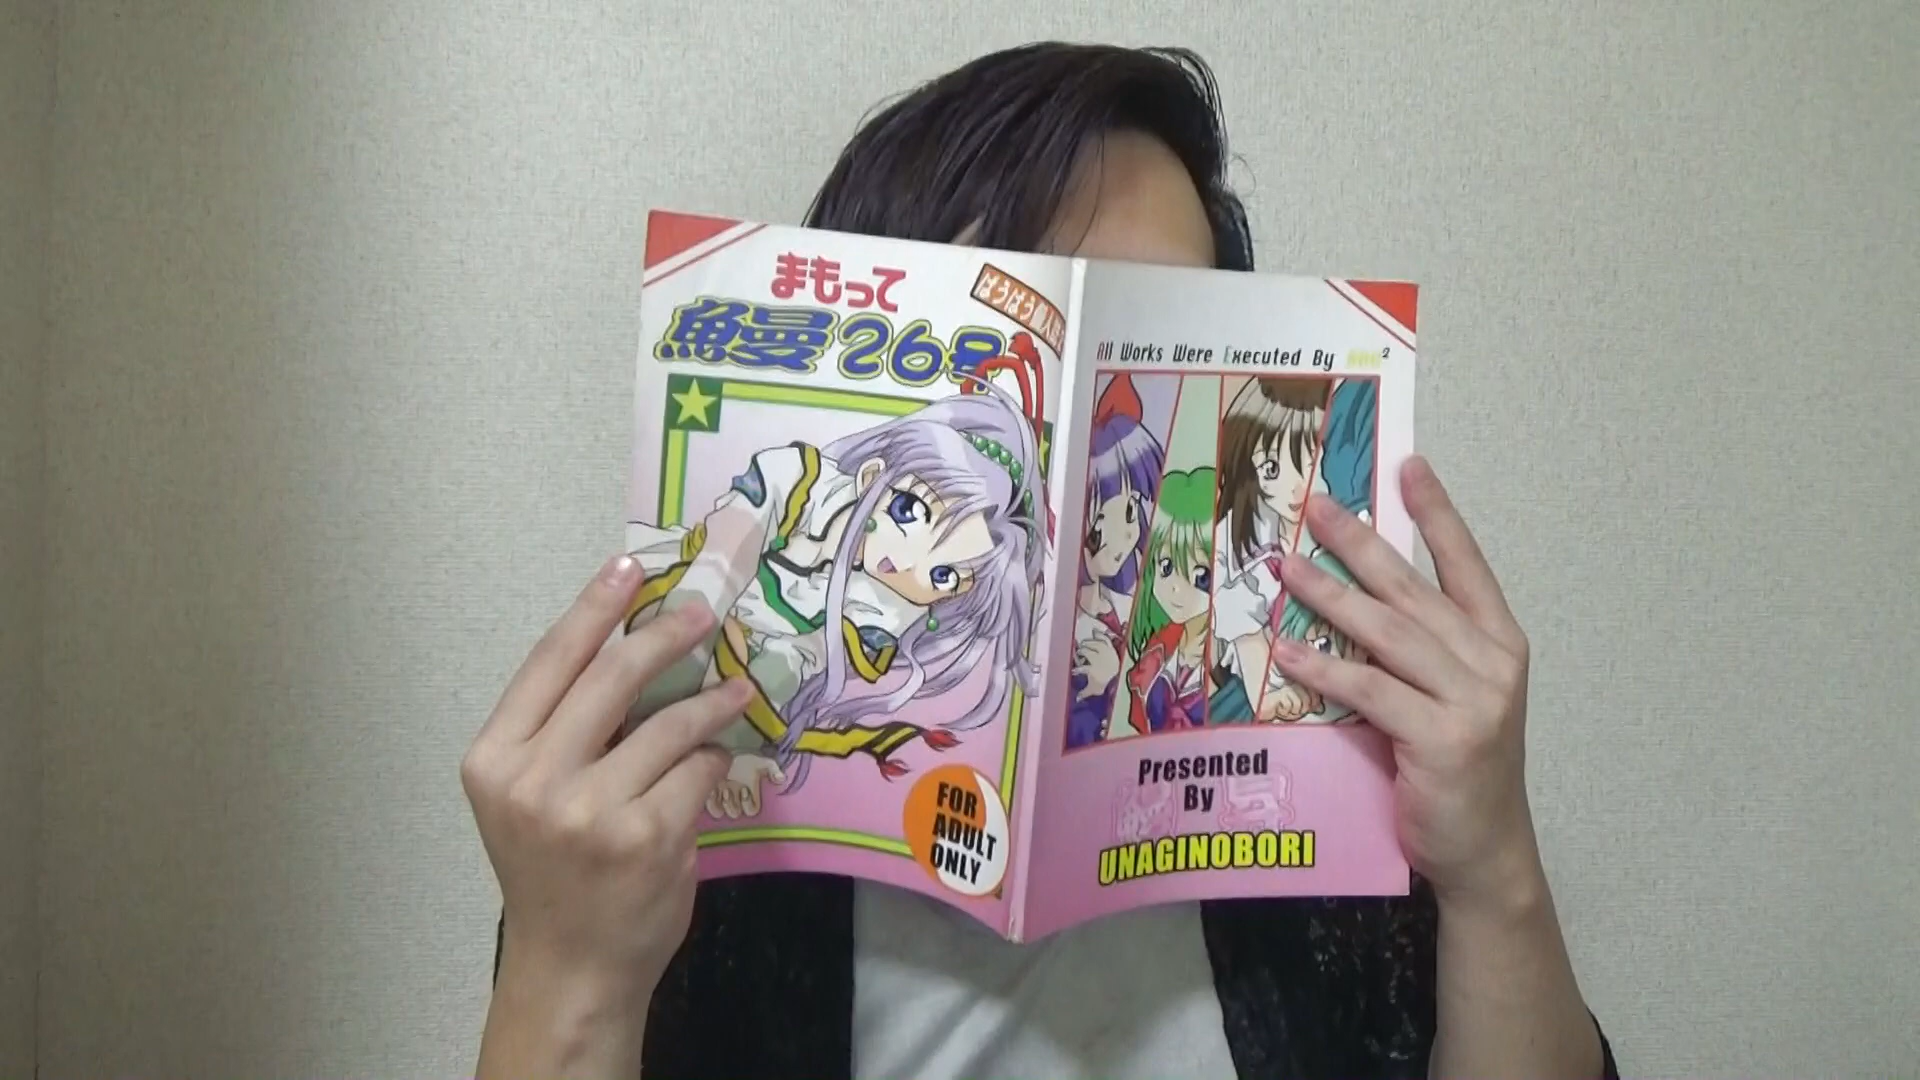 まもって
鰻26号
ばうばう個人誌
All Works Were Executed By
FOR
ADULT
ONLY
Presented
By
UNAGINOBORI